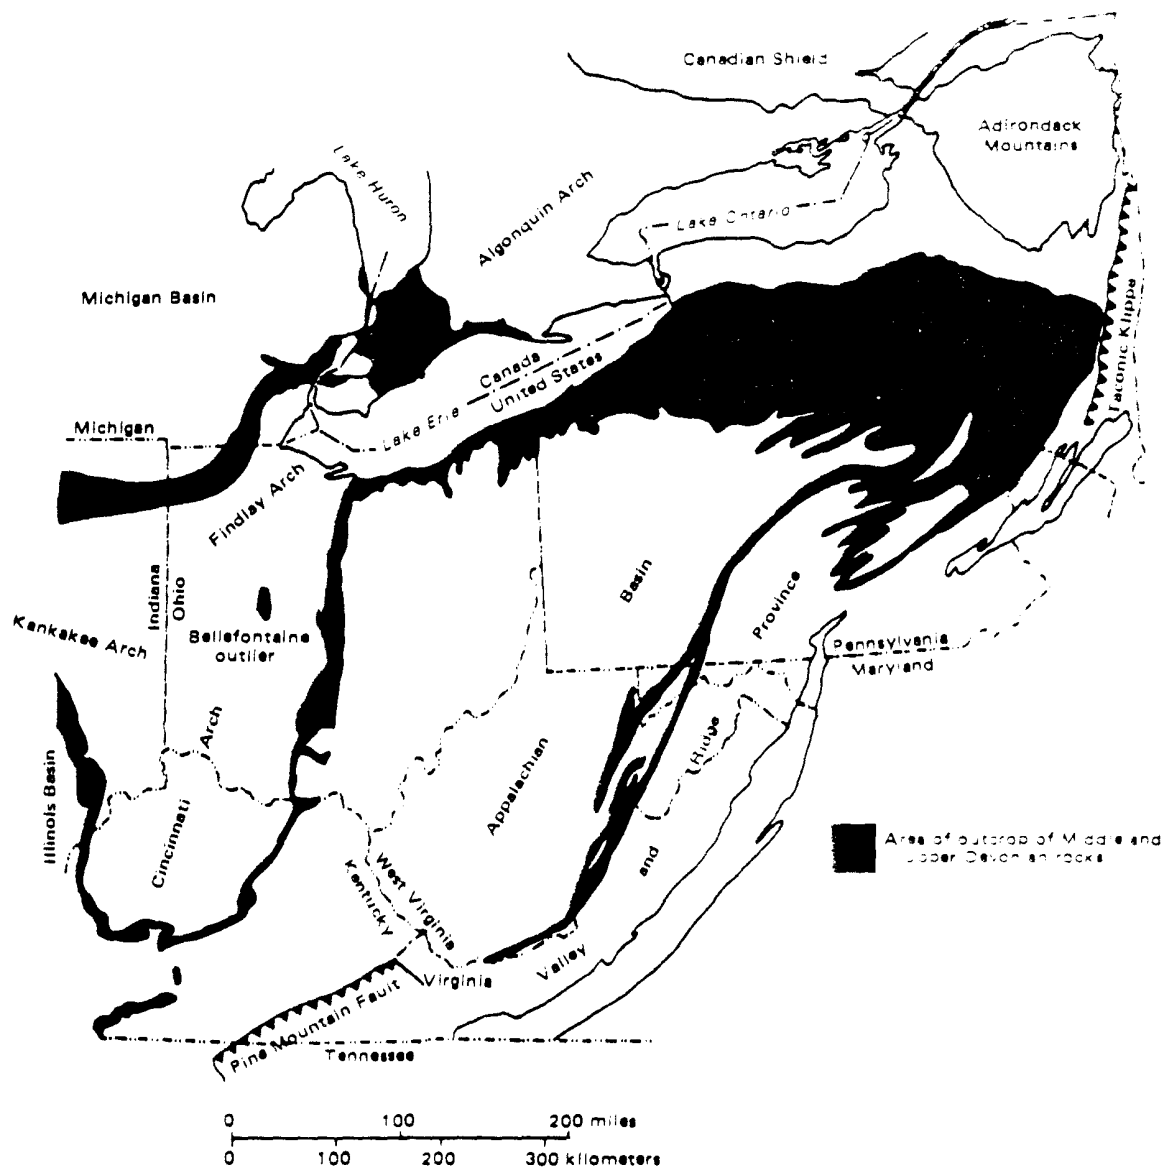 Canadian Shield
Adirondack
Mountains
Lake Huron
Algonquin Arch
Lake Ontario
Michigan Basin
Taconic Klippe
Canada
United States
Lake Erie
Michigan
Findlay Arch
Indiana
Ohio
Basin
Province
Kankakee Arch
Bellefontaine
outlier
Pennsylvania
Maryland
Arch
Ridge
Illinois Basin
Cincinnati
Appalachian
and
Area of outcrop of Middle and
Upper Devonian rocks
West Virginia
Kentucky
Valley
Virginia
Pine Mountain Fault
Tennessee
0 100 200 miles
0 100 200 300 kilometers